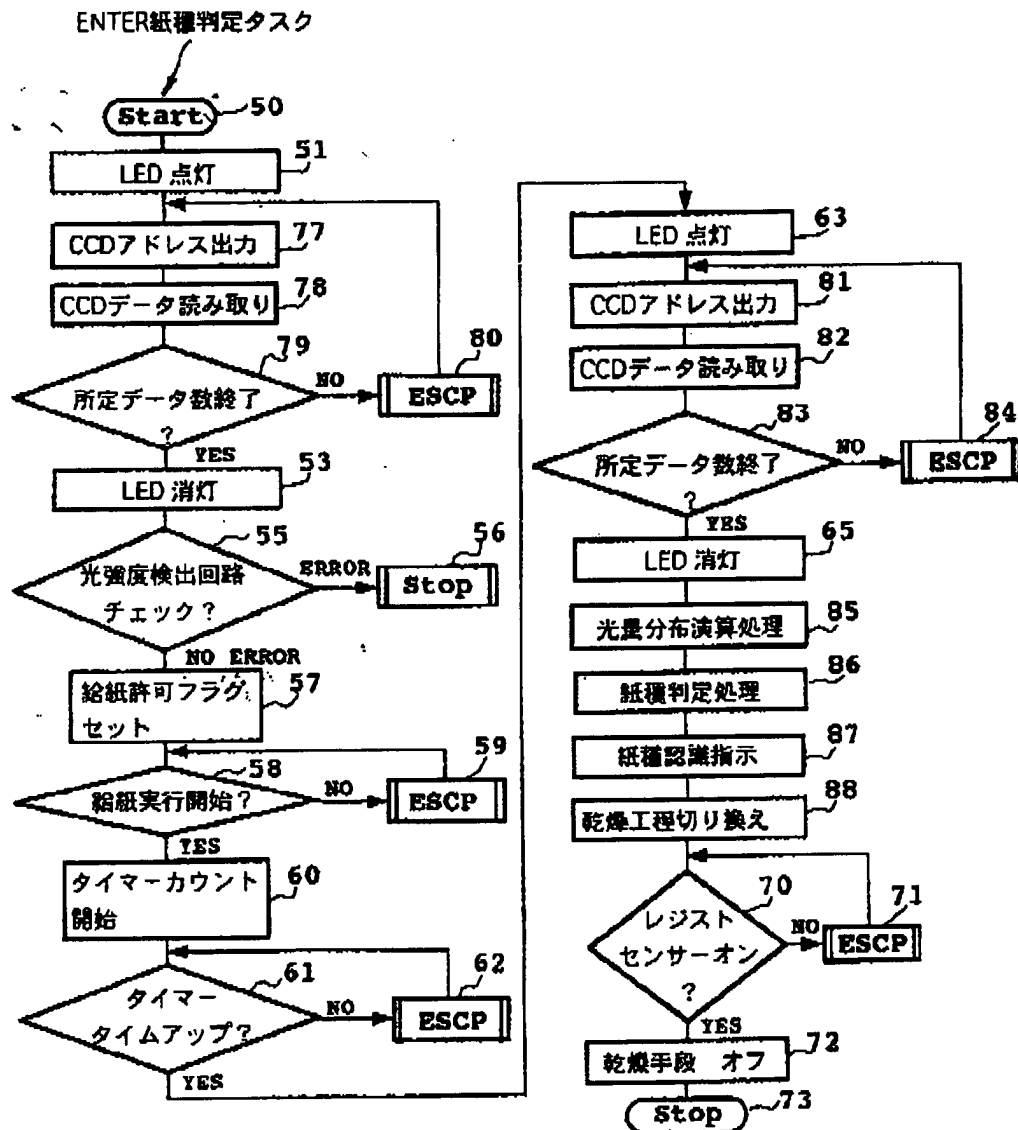 ENTER紙種判定タスク
Start
50
51
LED 点灯
CCDアドレス出力
77
CCDデータ読み取り
78
79
所定データ数終了
?
NO
80
ESCP
YES
53
LED 消灯
55
光強度検出回路
チェック?
ERROR
56
Stop
NO ERROR
給紙許可フラグ
セット
57
58
給紙実行開始?
NO
59
ESCP
YES
タイマーカウント
開始
60
61
タイマー
タイムアップ?
NO
62
ESCP
YES
LED 点灯
63
CCDアドレス出力
81
CCDデータ読み取り
82
83
所定データ数終了
?
NO
84
ESCP
YES
65
LED 消灯
光量分布演算処理
85
紙種判定処理
86
紙種認識指示
87
乾燥工程切り換え
88
70
レジスト
センサーオン
?
NO
71
ESCP
YES
乾燥手段 オフ
72
Stop
73